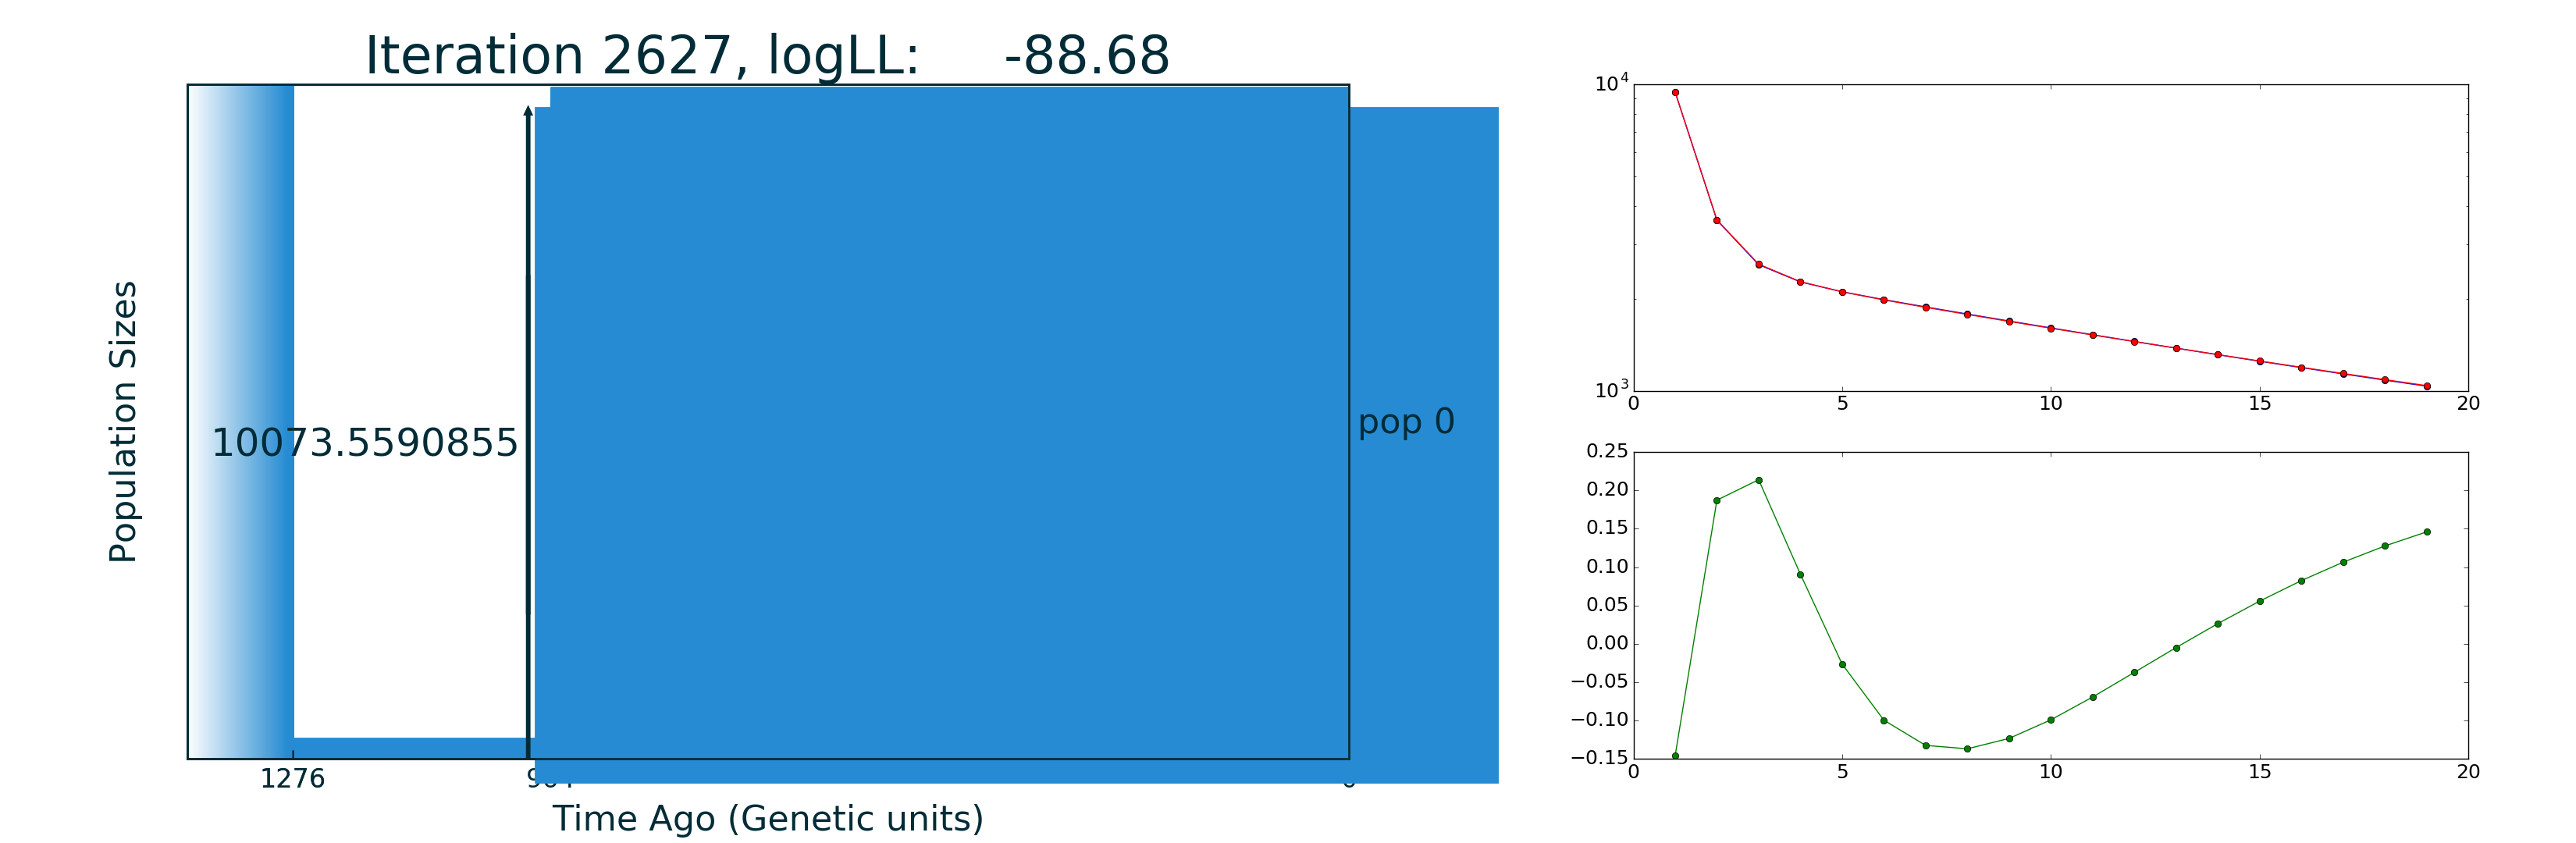 Iteration 2627, logLL: -88.68
Population Sizes
10073.5590855
pop 0
1276
0
Time Ago (Genetic units)
10^4
10^3
0 5 10 15 20
0.25
0.20
0.15
0.10
0.05
0.00
−0.05
−0.10
−0.15
0 5 10 15 20